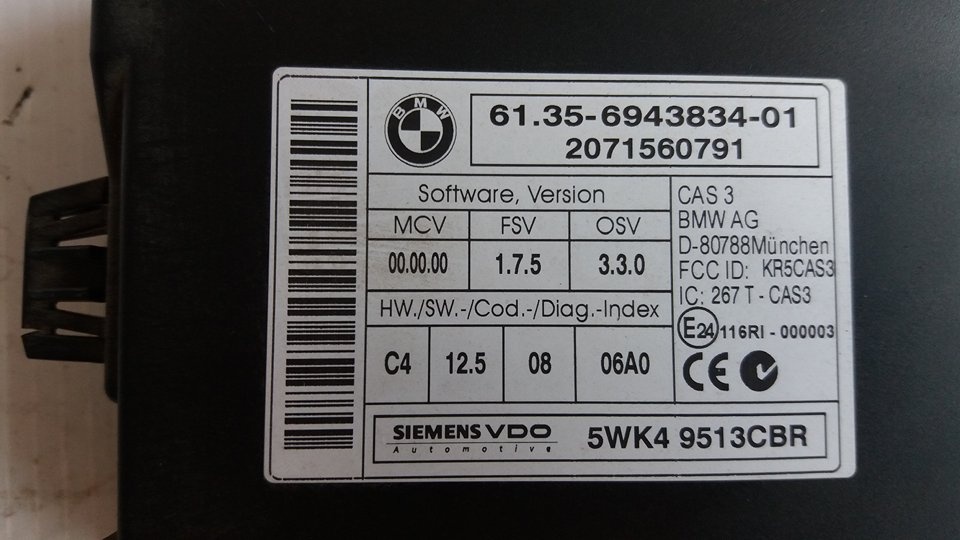 BMW
61.35-6943834-01
2071560791
Software, Version
MCV FSV OSV
00.00.00 1.7.5 3.3.0
HW./SW.-/Cod.-/Diag.-Index
C4 12.5 08 06A0
CAS 3
BMW AG
D-80788München
FCC ID: KR5CAS3
IC: 267 T - CAS3
E24 116RI - 000003
CE
SIEMENS VDO
Automotive
5WK4 9513CBR